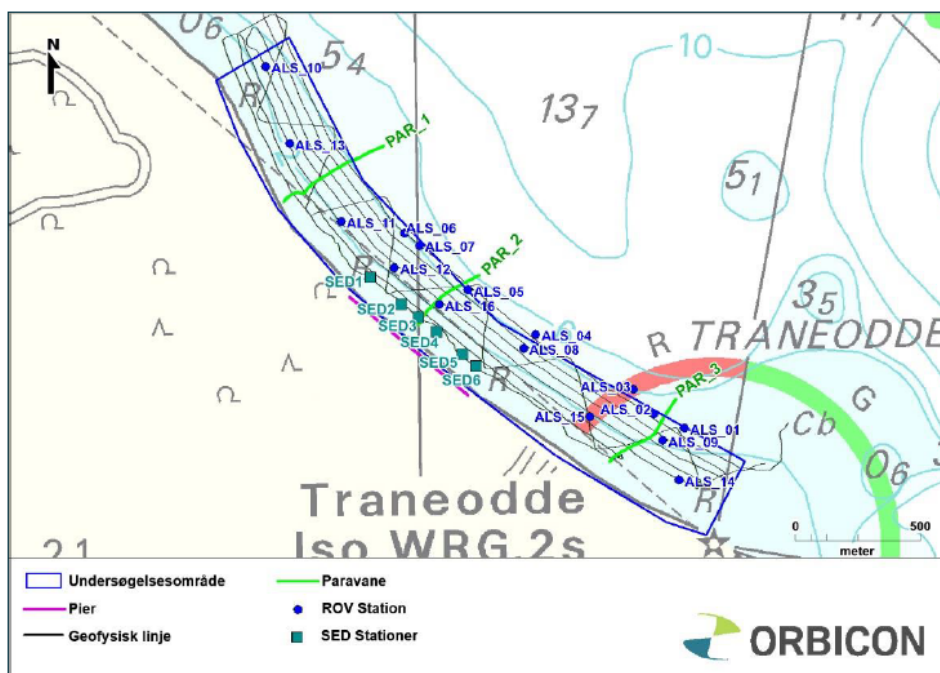 N
0₆
5₄
10
ALS_10
R
13₇
ALS_13
PAR_1
5₁
ALS_11
ALS_06
ALS_07
ALS_12
PAR_2
R
SED1
ALS_05
3₅
SED2
ALS_16
SED3
ALS_04
R TRANEODDE
SED4
ALS_08
SED5
R
ALS_03
PAR_3
SED6
ALS_02
G
ALS_15
ALS_01
Cb
ALS_09
0₆
ALS_14
R
Traneodde
0 500
meter
Iso WRG.2s
21
Undersøgelsesområde
Paravane
Pier
ROV Station
Geofysisk linje
SED Stationer
ORBICON